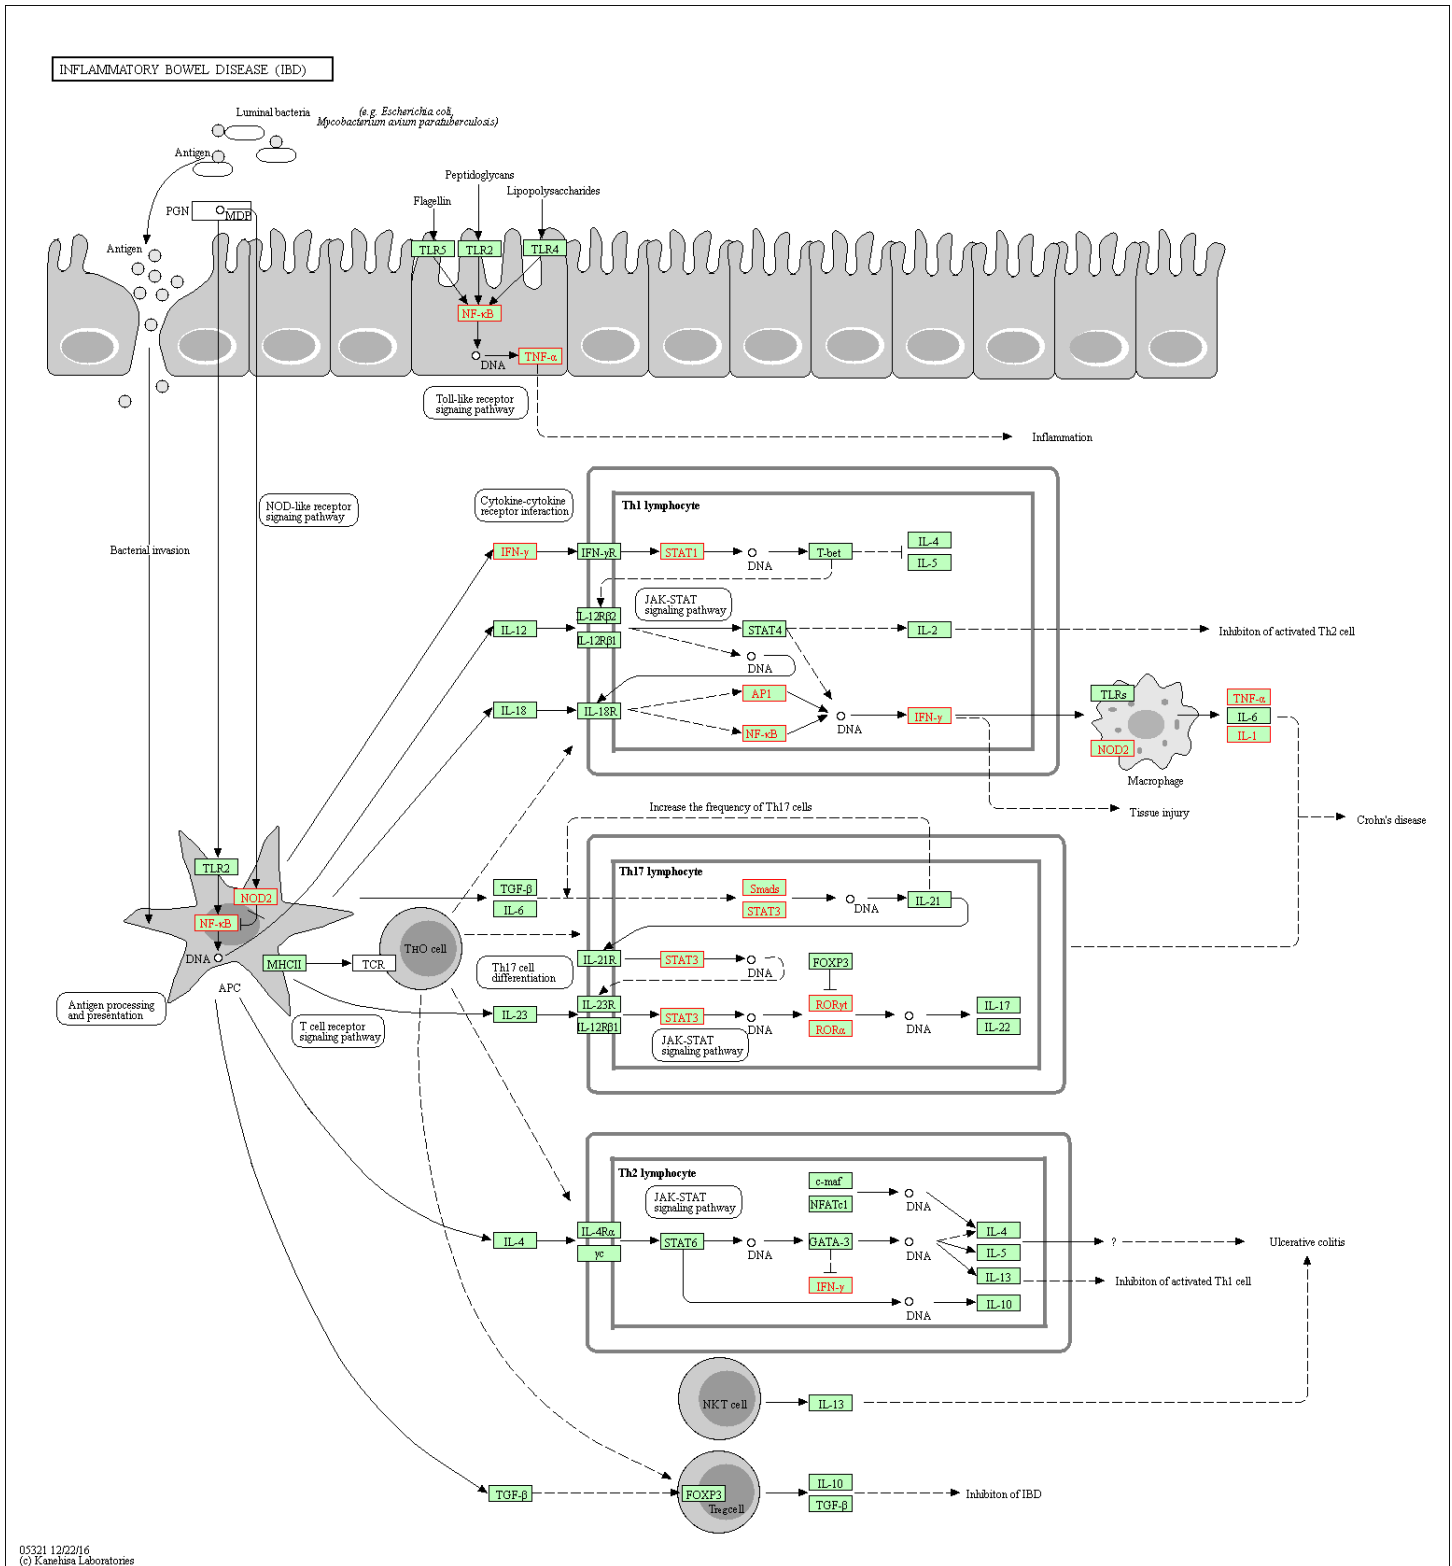 INFLAMMATORY BOWEL DISEASE (IBD)
Luminal bacteria
(e.g. Escherichia coli,
Mycobacterium avium paratuberculosis)
Antigen
Peptidoglycans
Lipopolysaccharides
Flagellin
PGN
MDP
Antigen
TLR5
TLR2
TLR4
NF-κB
DNA
TNF-α
Toll-like receptor
signaing pathway
Inflammation
NOD-like receptor
signaing pathway
Bacterial invasion
Cytokine-cytokine
receptor interaction
Th1 lymphocyte
IFN-γ
IFN-γR
STAT1
DNA
T-bet
IL-4
IL-5
JAK-STAT
signaling pathway
IL-12
IL-12Rβ2
IL-12Rβ1
STAT4
DNA
IL-2
Inhibiton of activated Th2 cell
IL-18
IL-18R
AP1
NF-κB
DNA
IFN-γ
TLRs
NOD2
Macrophage
TNF-α
IL-6
IL-1
Tissue injury
Crohn's disease
Increase the frequency of Th17 cells
Th17 lymphocyte
TLR2
NOD2
NF-κB
DNA
MHCII
APC
TCR
TH0 cell
TGF-β
IL-6
Smads
STAT3
DNA
IL-21
Th17 cell
differentiation
IL-21R
STAT3
DNA
FOXP3
IL-23
IL-23R
IL-12Rβ1
STAT3
DNA
RORγt
RORα
DNA
IL-17
IL-22
JAK-STAT
signaling pathway
Antigen processing
and presentation
T cell receptor
signaling pathway
Th2 lymphocyte
JAK-STAT
signaling pathway
c-maf
NFATc1
DNA
IL-4
IL-4Rα
γc
STAT6
DNA
GATA-3
DNA
IFN-γ
IL-4
IL-5
IL-13
DNA
IL-10
?
Ulcerative colitis
Inhibiton of activated Th1 cell
NKT cell
IL-13
TGF-β
FOXP3
Treg cell
IL-10
TGF-β
Inhibiton of IBD
05321 12/22/16
(c) Kanehisa Laboratories